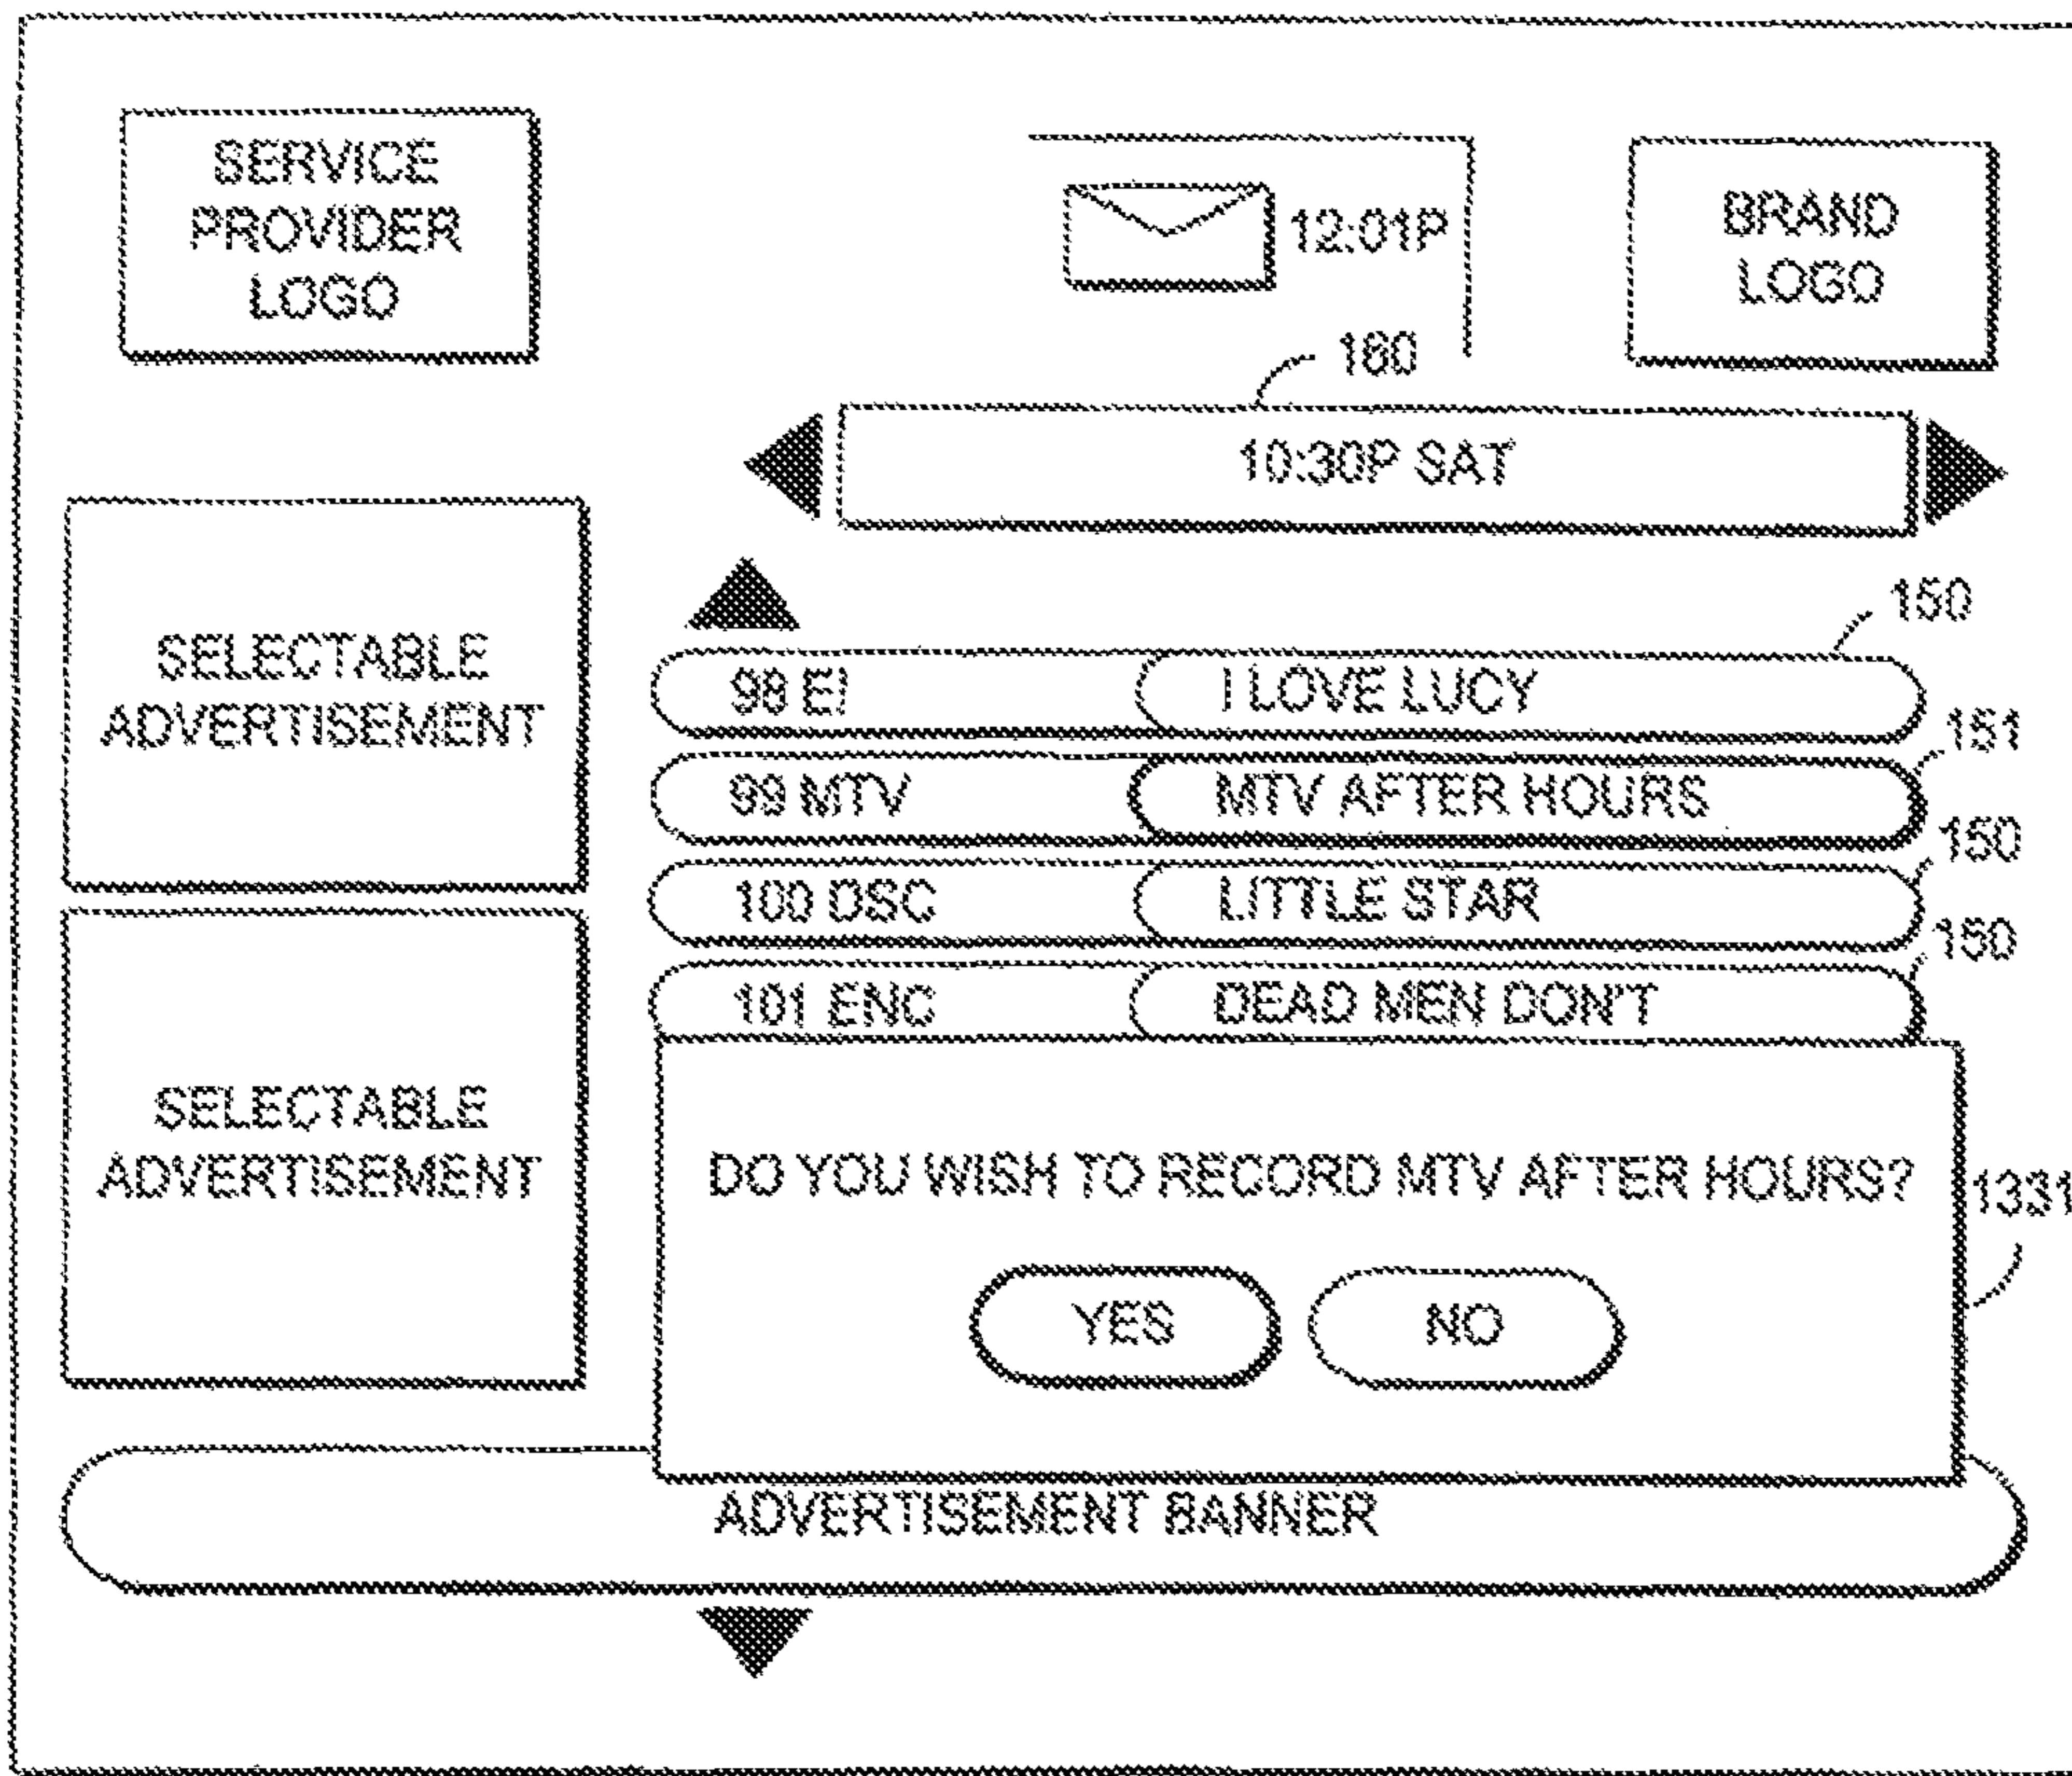 SERVICE
PROVIDER
LOGO
12:01P
BRAND
LOGO
160
10:30P SAT
SELECTABLE
ADVERTISEMENT
150
98 E!
I LOVE LUCY
151
99 MTV
MTV AFTER HOURS
150
100 DSC
LITTLE STAR
150
101 ENC
DEAD MEN DON'T
SELECTABLE
ADVERTISEMENT
DO YOU WISH TO RECORD MTV AFTER HOURS?
1331
YES
NO
ADVERTISEMENT BANNER